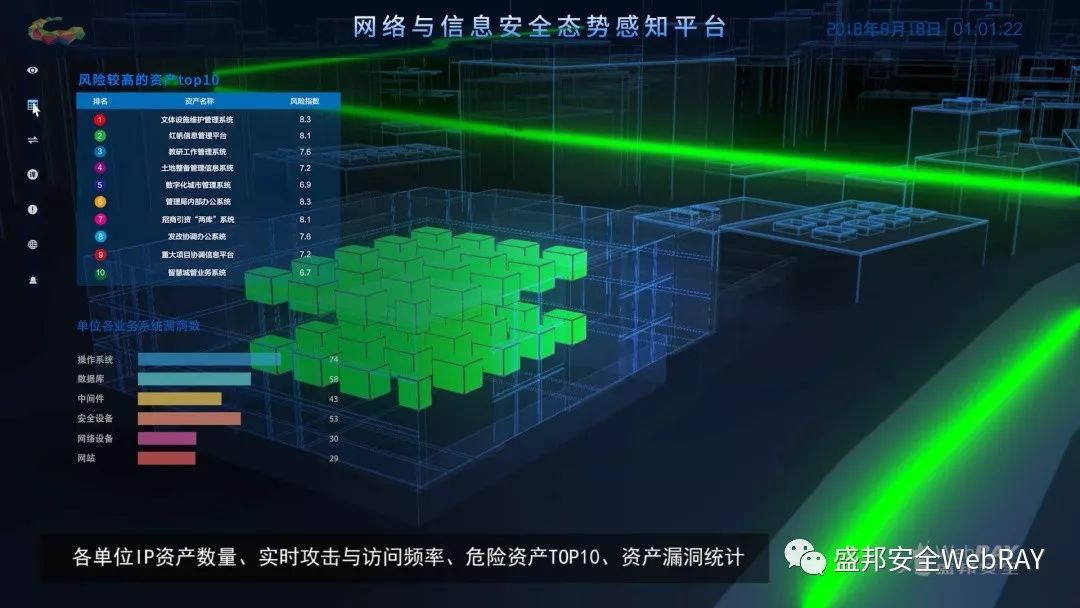 网络与信息安全态势感知平台
2018年8月18日 01:01:22
风险较高的资产top10
排名 资产名称 风险指数
1 文体设施维护管理系统 8.3
2 红帆信息管理平台 8.1
3 教研工作管理系统 7.6
4 土地整备管理信息系统 7.2
5 数字化城市管理系统 6.9
6 管理局内部办公系统 8.3
7 招商引资“两库”系统 8.1
8 发改协调办公系统 7.6
9 重大项目协调信息平台 7.2
10 智慧城管业务系统 6.7
单位各业务系统漏洞数
操作系统 74
数据库 58
中间件 43
安全设备 53
网络设备 30
网站 29
各单位IP资产数量、实时攻击与访问频率、危险资产TOP10、资产漏洞统计
盛邦安全WebRAY